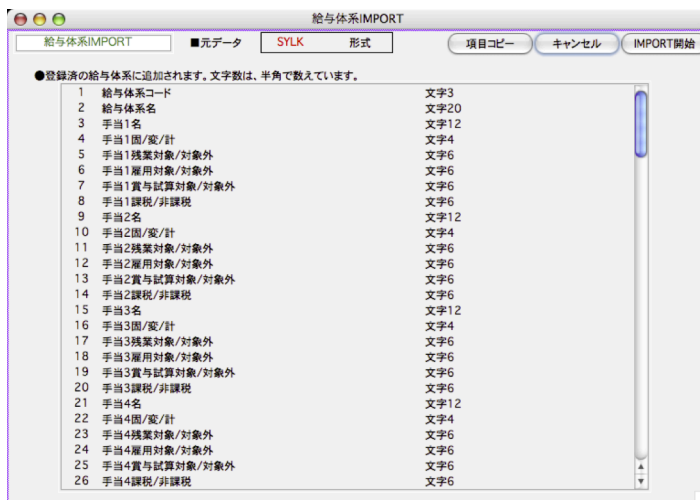 給与体系IMPORT
給与体系IMPORT ■元データ SYLK 形式 項目コピー キャンセル IMPORT開始
●登録済の給与体系に追加されます。文字数は、半角で数えています。
1 給与体系コード 文字3
2 給与体系名 文字20
3 手当1名 文字12
4 手当1固/変/計 文字4
5 手当1残業対象/対象外 文字6
6 手当1雇用対象/対象外 文字6
7 手当1賞与試算対象/対象外 文字6
8 手当1課税/非課税 文字6
9 手当2名 文字12
10 手当2固/変/計 文字4
11 手当2残業対象/対象外 文字6
12 手当2雇用対象/対象外 文字6
13 手当2賞与試算対象/対象外 文字6
14 手当2課税/非課税 文字6
15 手当3名 文字12
16 手当3固/変/計 文字4
17 手当3残業対象/対象外 文字6
18 手当3雇用対象/対象外 文字6
19 手当3賞与試算対象/対象外 文字6
20 手当3課税/非課税 文字6
21 手当4名 文字12
22 手当4固/変/計 文字4
23 手当4残業対象/対象外 文字6
24 手当4雇用対象/対象外 文字6
25 手当4賞与試算対象/対象外 文字6
26 手当4課税/非課税 文字6